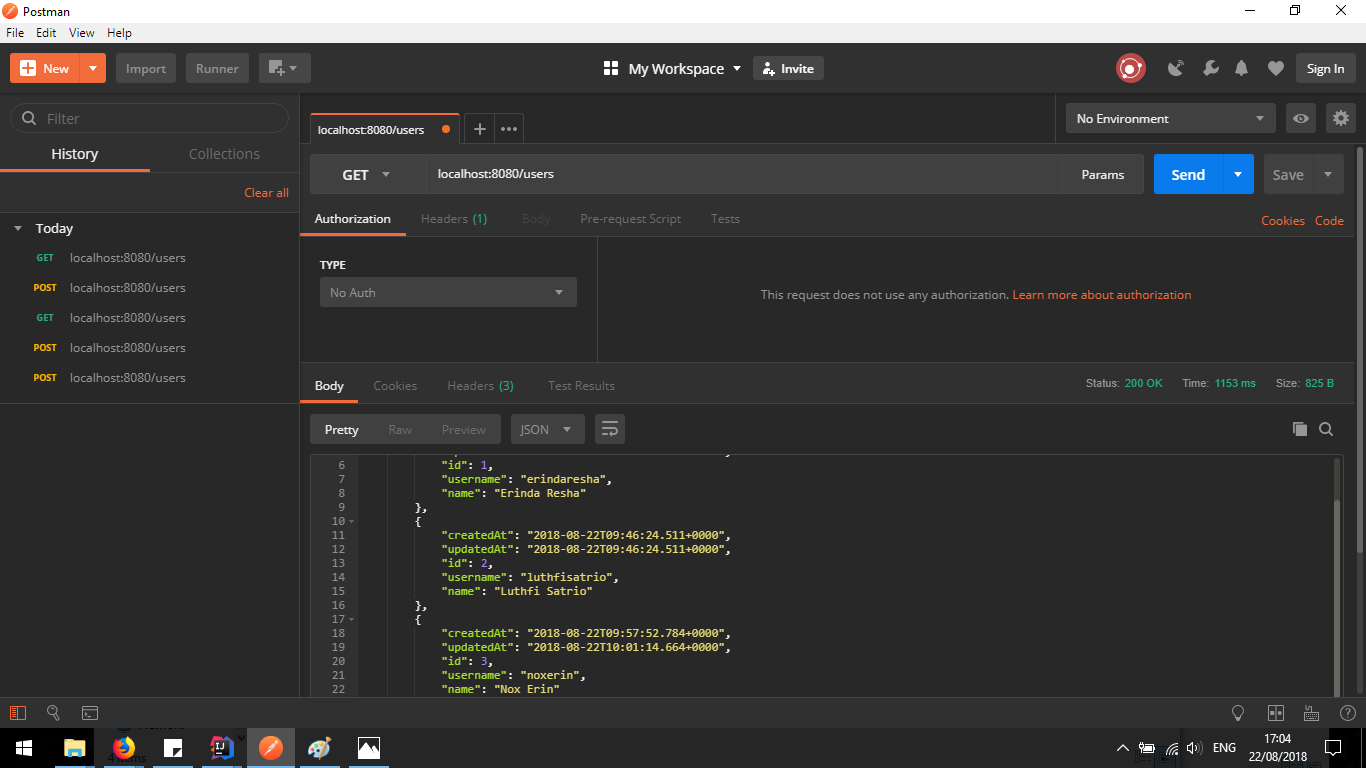 Postman
File Edit View Help
New Import Runner My Workspace Invite Sign In
Filter
History Collections
Clear all
Today
GET localhost:8080/users
POST localhost:8080/users
GET localhost:8080/users
POST localhost:8080/users
POST localhost:8080/users
localhost:8080/users
No Environment
GET localhost:8080/users Params Send Save
Authorization Headers (1) Body Pre-request Script Tests Cookies Code
TYPE
No Auth
This request does not use any authorization. Learn more about authorization
Body Cookies Headers (3) Test Results Status: 200 OK Time: 1153 ms Size: 825 B
Pretty Raw Preview JSON
6 "id": 1,
7 "username": "erindaresha",
8 "name": "Erinda Resha"
9 },
10 {
11 "createdAt": "2018-08-22T09:46:24.511+0000",
12 "updatedAt": "2018-08-22T09:46:24.511+0000",
13 "id": 2,
14 "username": "luthfisatrio",
15 "name": "Luthfi Satrio"
16 },
17 {
18 "createdAt": "2018-08-22T09:57:52.784+0000",
19 "updatedAt": "2018-08-22T10:01:14.664+0000",
20 "id": 3,
21 "username": "noxerin",
22 "name": "Nox Erin"
ENG
17:04
22/08/2018